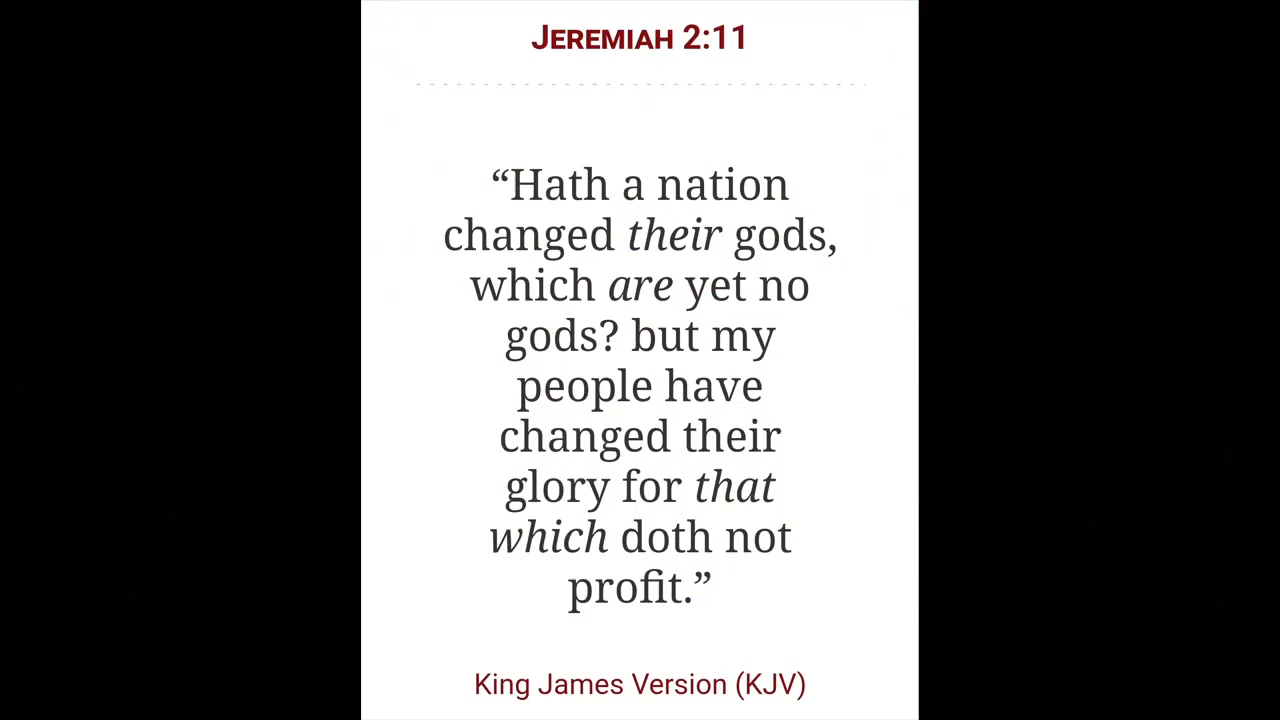 Jeremiah 2:11
“Hath a nation
changed their gods,
which are yet no
gods? but my
people have
changed their
glory for that
which doth not
profit.”
King James Version (KJV)